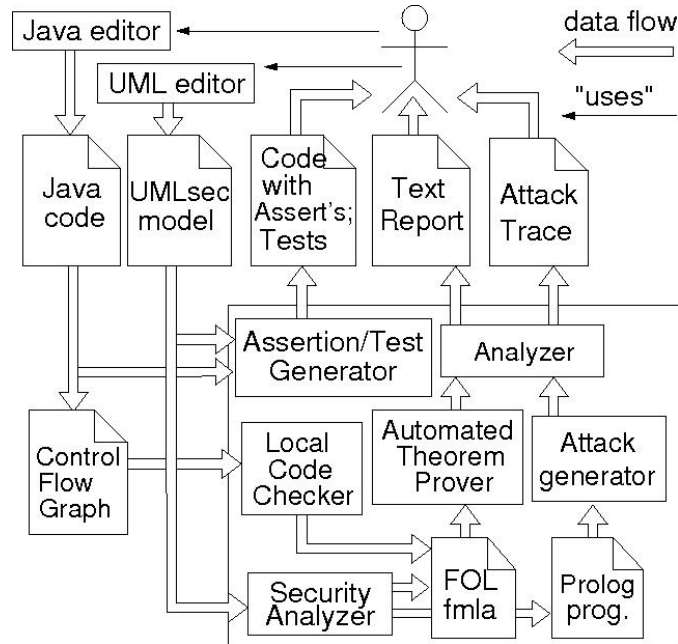 Java editor
UML editor
data flow
"uses"
Java
code
UMLsec
model
Code
with
Assert's;
Tests
Text
Report
Attack
Trace
Assertion/Test
Generator
Analyzer
Control
Flow
Graph
Local
Code
Checker
Automated
Theorem
Prover
Attack
generator
Security
Analyzer
FOL
fmla
Prolog
prog.